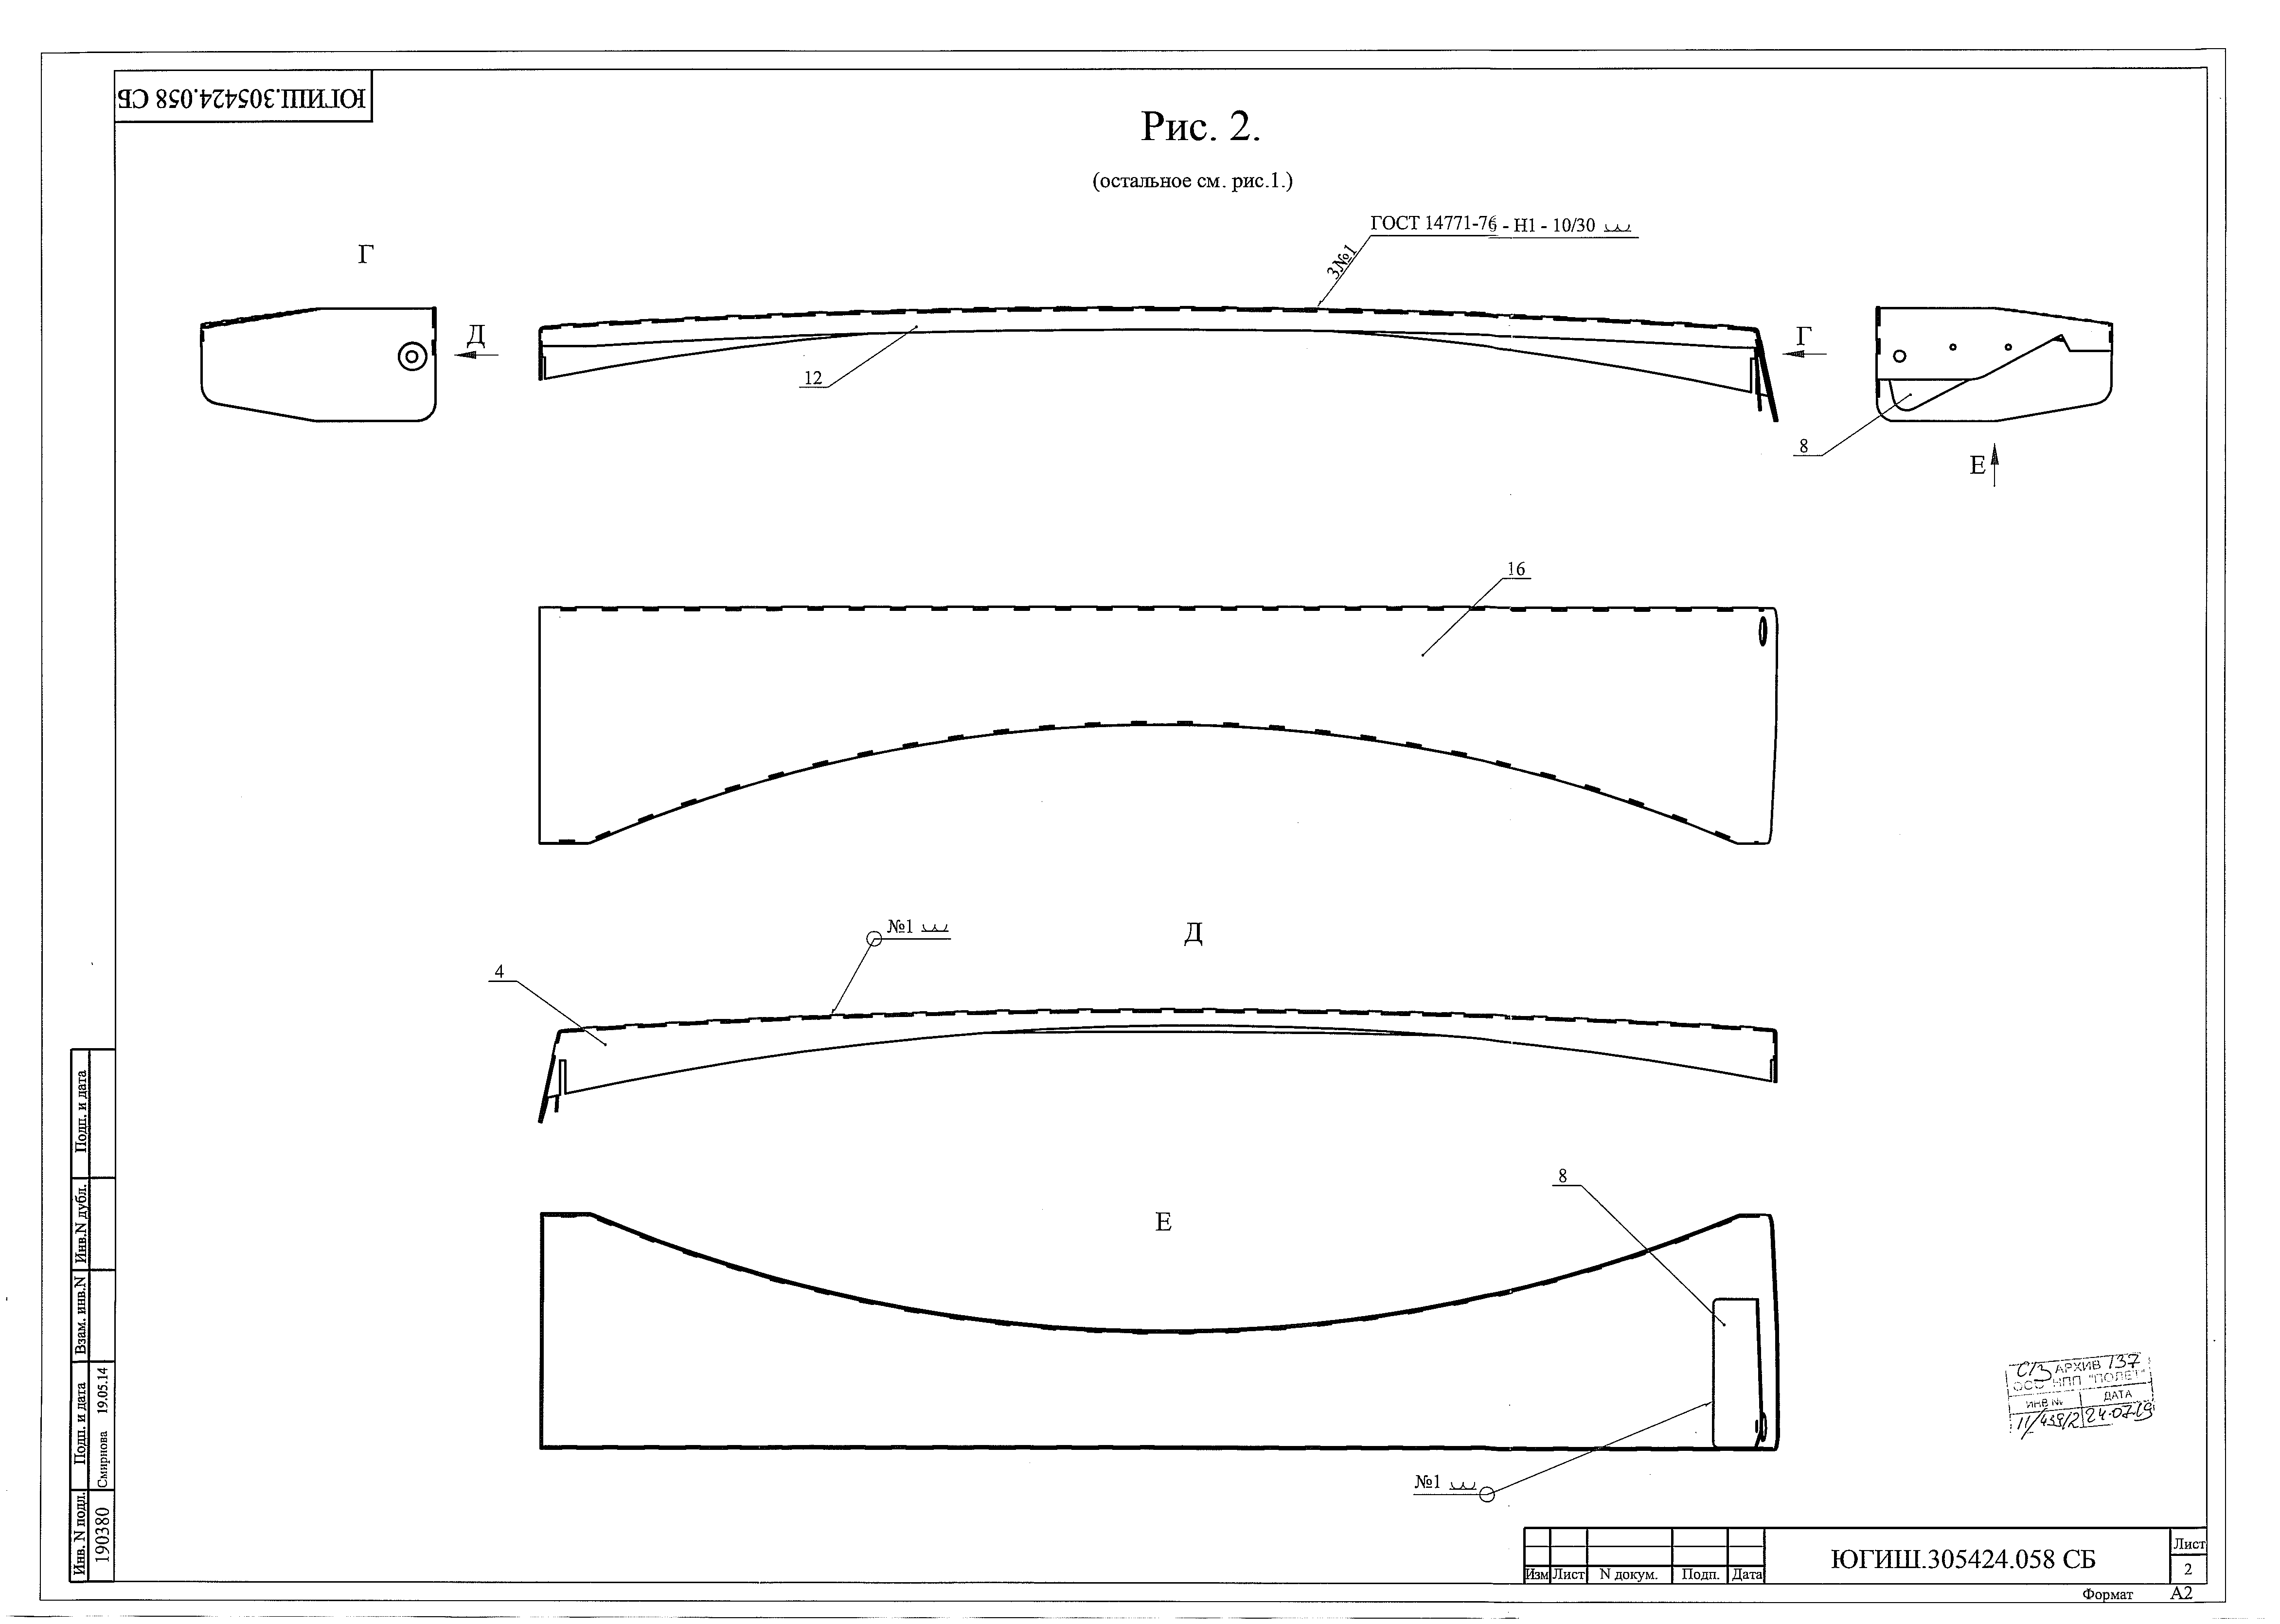 ЮГИШ.305424.058 СБ
Рис. 2.
(остальное см. рис.1.)
ГОСТ 14771-76 - Н1 - 10/30
3№1
Г
Д
12
Г
8
Е
16
№1
Д
4
8
Е
№1
Подп. и дата
Инв.N дубл.
Взам. инв.N
Подп. и дата
Смирнова 19.05.14
Инв. N подл.
190380
СГЗ АРХИВ 137
ООО НПП "ПОЛЕТ"
ИНВ № ДАТА
11/439/2 24.07.19
Изм Лист N докум. Подп. Дата
ЮГИШ.305424.058 СБ
Лист
2
Формат А2